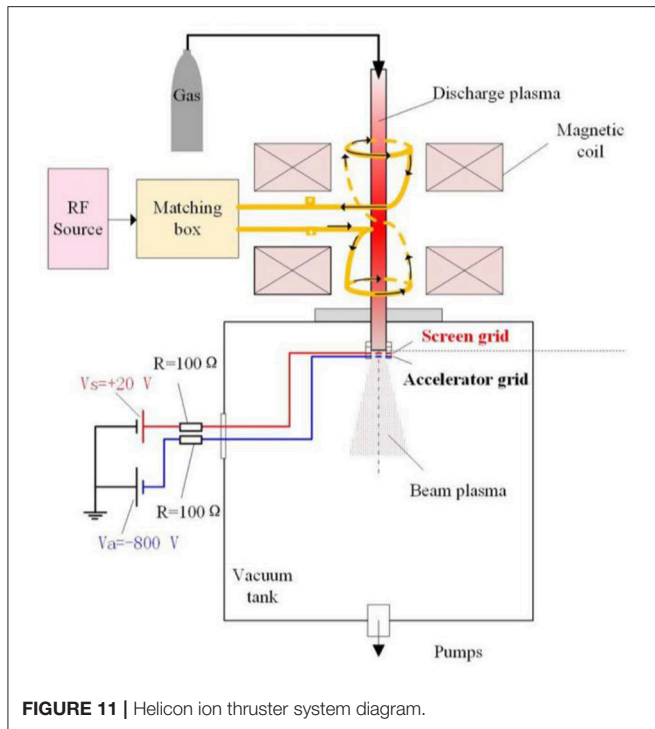 Gas
Discharge plasma
Magnetic
coil
RF
Source
Matching
box
Screen grid
Accelerator grid
R=100 Ω
Vs=+20 V
R=100 Ω
Va=-800 V
Beam plasma
Vacuum
tank
Pumps
FIGURE 11 | Helicon ion thruster system diagram.